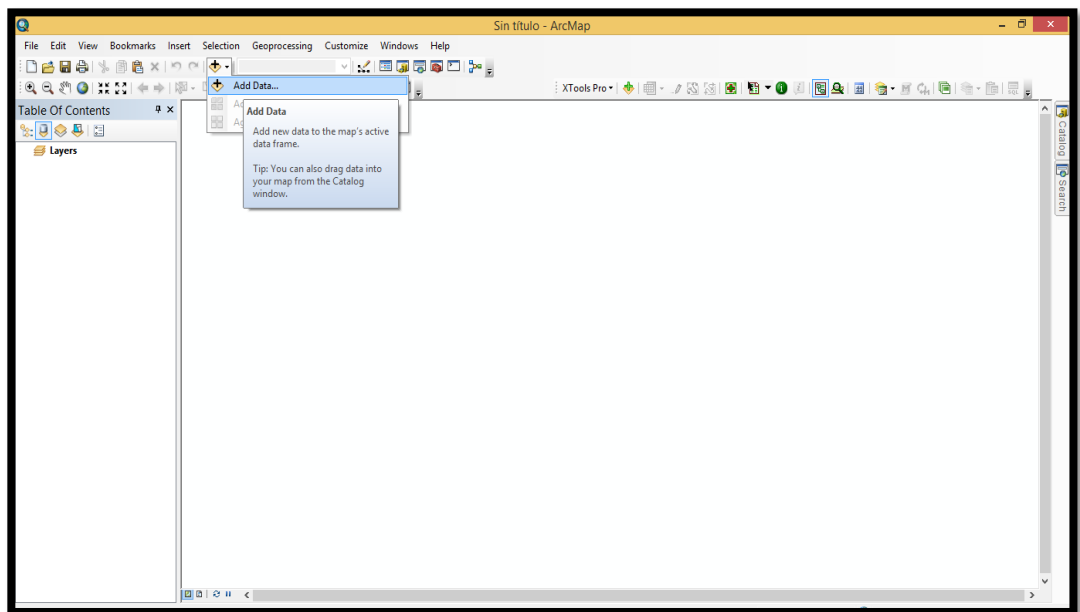 Sin título - ArcMap
File Edit View Bookmarks Insert Selection Geoprocessing Customize Windows Help
Add Data...
XTools Pro
Table Of Contents
Layers
Add Data
Add new data to the map's active
data frame.
Tip: You can also drag data into
your map from the Catalog
window.
Catalog
Search